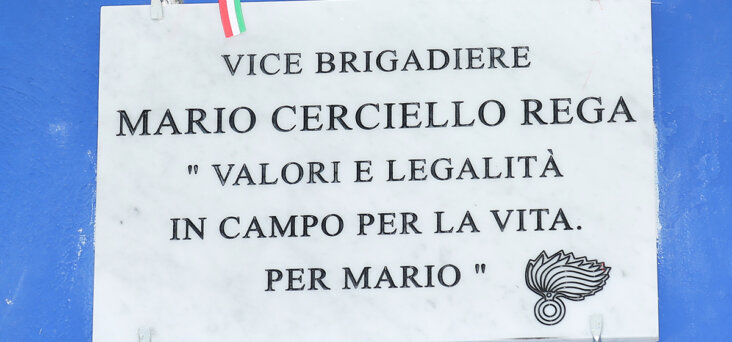 VICE BRIGADIERE
MARIO CERCIELLO REGA
" VALORI E LEGALITÀ
IN CAMPO PER LA VITA.
PER MARIO "